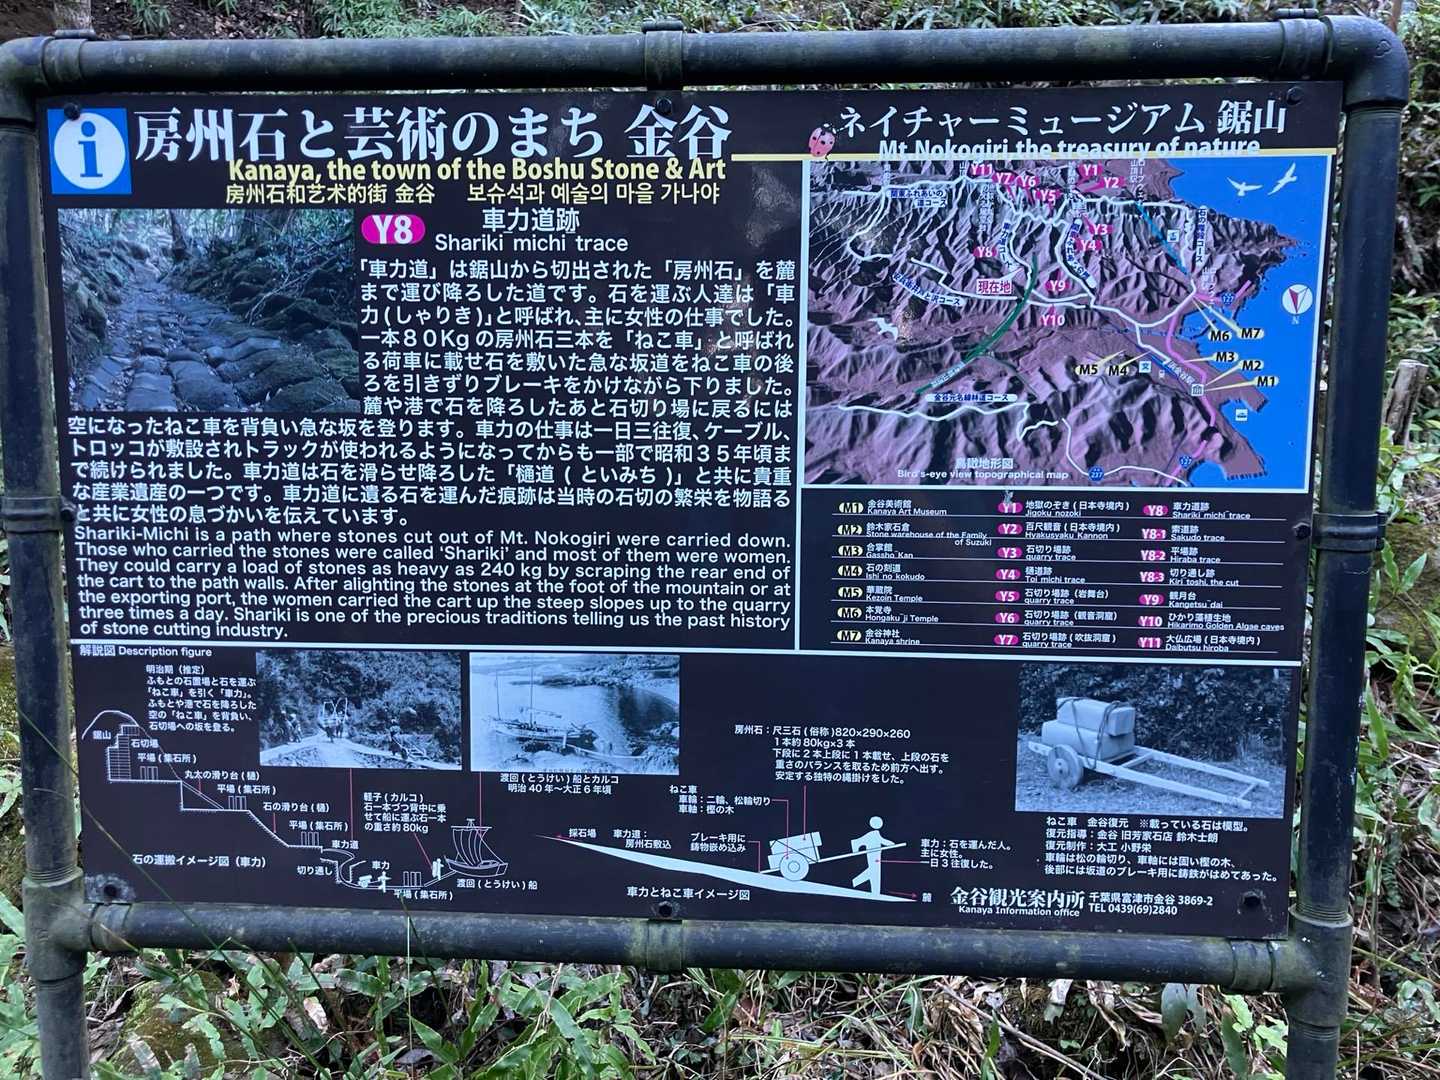 i
房州石と芸術のまち 金谷
Kanaya, the town of the Boshu Stone & Art
房州石和艺术的街 金谷 보슈석과 예술의 마을 가나야
Y8 車力道跡
Shariki michi trace
「車力道」は鋸山から切出された「房州石」を麓
まで運び降ろした道です。石を運ぶ人達は「車
力(しゃりき)」と呼ばれ、主に女性の仕事でした。
一本80Kgの房州石三本を「ねこ車」と呼ばれ
る荷車に載せ石を敷いた急な坂道をねこ車の後
ろを引きずりブレーキをかけながら下りました。
麓や港で石を降ろしたあと石切り場に戻るには
空になったねこ車を背負い急な坂を登ります。車力の仕事は一日三往復、ケーブル、
トロッコが敷設されトラックが使われるようになってからも一部で昭和35年頃ま
で続けられました。車力道は石を滑らせ降ろした「樋道(といみち)」と共に貴重
な産業遺産の一つです。車力道に遺る石を運んだ痕跡は当時の石切の繁栄を物語る
と共に女性の息づかいを伝えています。
Shariki-Michi is a path where stones cut out of Mt. Nokogiri were carried down.
Those who carried the stones were called 'Shariki' and most of them were women.
They could carry a load of stones as heavy as 240 kg by scraping the rear end of
the cart to the path walls. After alighting the stones at the foot of the mountain or at
the exporting port, the women carried the cart up the steep slopes up to the quarry
three times a day. Shariki is one of the precious traditions telling us the past history
of stone cutting industry.
ネイチャーミュージアム 鋸山
Mt Nokogiri the treasury of nature
Y11
Y7
Y6
Y5
Y1
Y2
Y3
Y4
Y8
Y9
Y10
現在地
関東ふれあいの
道コース
金谷元名線林道コース
浜金谷駅
127
M6
M7
M3
M2
M1
M5
M4
N
鳥瞰地形図
Bird's-eye view topographical map
237
127
M1 金谷美術館
Kanaya Art Museum
M2 鈴木家石倉
Stone warehouse of the Family
of Suzuki
M3 合掌館
Gassho¯Kan
M4 石の刻道
Ishi no kokudo
M5 華蔵院
Kezoin Temple
M6 本覚寺
Hongaku¯ji Temple
M7 金谷神社
Kanaya shrine
Y1 地獄のぞき(日本寺境内)
Jigoku nozoki
Y2 百尺観音(日本寺境内)
Hyakusyaku Kannon
Y3 石切り場跡
quarry trace
Y4 樋道跡
Toi michi trace
Y5 石切り場跡(岩舞台)
quarry trace
Y6 石切り場跡(観音洞窟)
quarry trace
Y7 石切り場跡(吹抜洞窟)
quarry trace
Y8 車力道跡
Shariki michi¯trace
Y8-1 索道跡
Sakudo trace
Y8-2 平場跡
Hiraba trace
Y8-3 切り通し跡
Kiri toshi, the cut
Y9 観月台
Kangetsu¯dai
Y10 ひかり藻植生地
Hikarimo Golden Algae caves
Y11 大仏広場(日本寺境内)
Daibutsu hiroba
解説図 Description figure
明治期(推定)
ふもとの石置場と石を運ぶ
「ねこ車」を引く「車力」。
ふもとや港で石を降ろした
空の「ねこ車」を背負い、
石切場への坂を登る。
鋸山
石切場
平場(集石所)
丸太の滑り台(樋)
平場(集石所)
石の滑り台(樋)
平場(集石所)
車力道
切り通し
車力
平場(集石所)
石の運搬イメージ図(車力)
軽子(カルコ)
石一本づつ背中に乗
せて船に運ぶ石一本
の重さ約80kg
渡回(とうけい)船
渡回(とうけい)船とカルコ
明治40年~大正6年頃
房州石:尺三石(俗称)820×290×260
1本約80kg×3本
下段に2本上段に1本載せ、上段の石を
重さのバランスを取るため前方へ出す。
安定する独特の縄掛けをした。
ねこ車
車輪:二輪、松輪切り
車軸:樫の木
ブレーキ用に
鋳物嵌め込み
採石場
車力道:
房州石敷込
車力:石を運んだ人。
主に女性。
一日3往復した。
麓
車力とねこ車イメージ図
ねこ車 金谷復元 ※載っている石は模型。
復元指導:金谷 旧芳家石店 鈴木士朗
復元制作:大工 小野栄
車輪は松の輪切り、車軸には固い樫の木、
後部には坂道のブレーキ用に鋳鉄がはめてあった。
金谷観光案内所 千葉県富津市金谷 3869-2
Kanaya Information office TEL 0439(69)2840